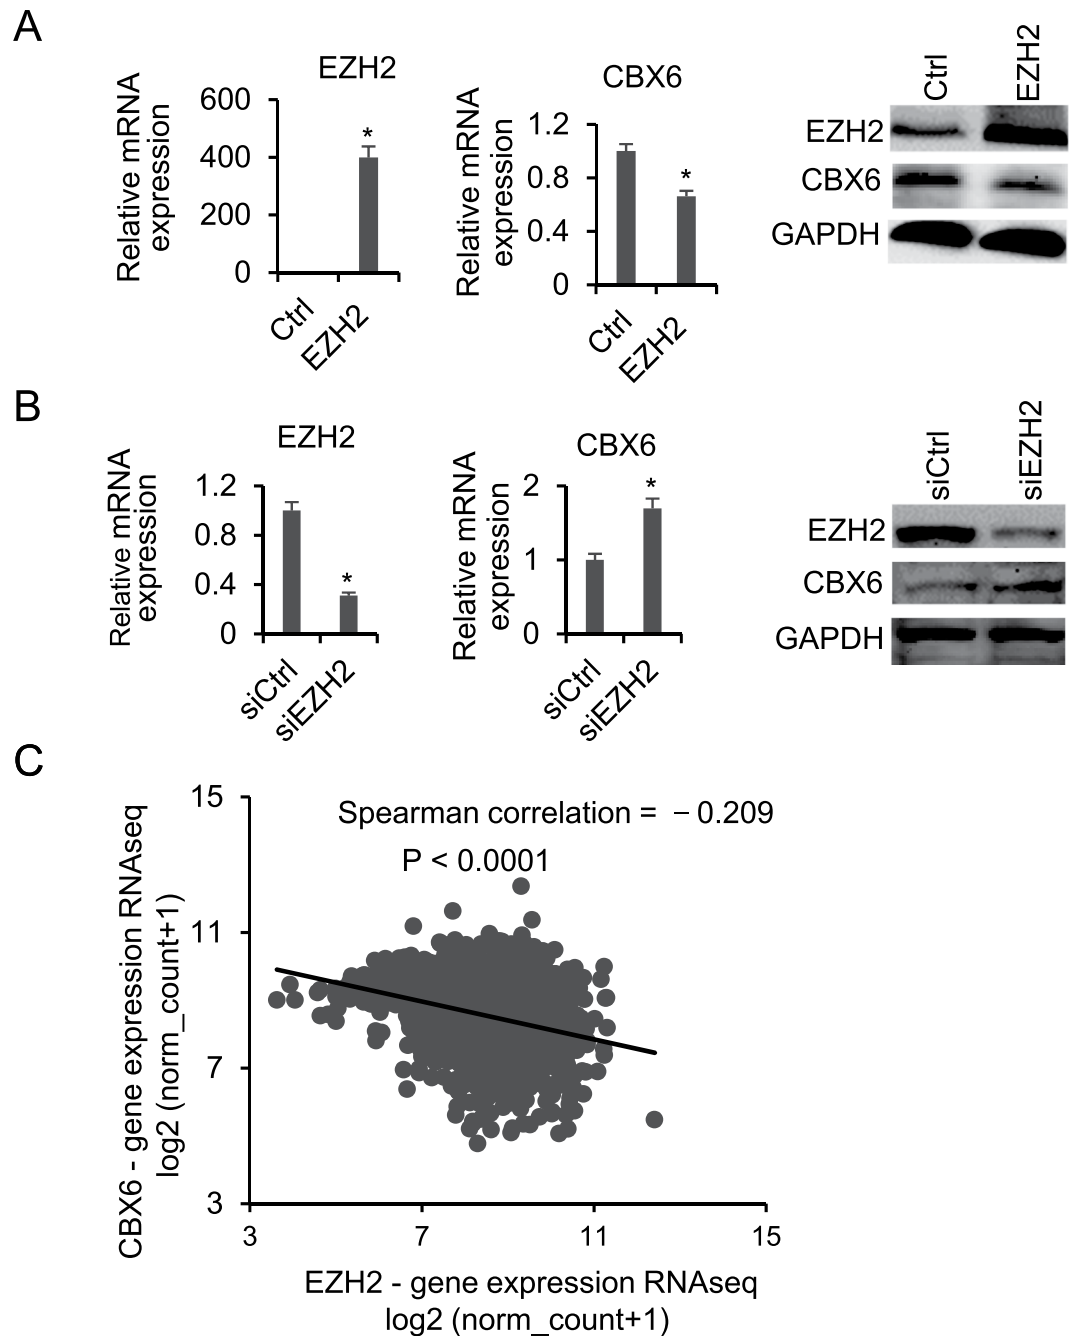 A
EZH2
Relative mRNA
expression
600
400
200
0
*
Ctrl
EZH2
CBX6
Relative mRNA
expression
1.2
0.8
0.4
0
*
Ctrl
EZH2
Ctrl
EZH2
EZH2
CBX6
GAPDH
B
EZH2
Relative mRNA
expression
1.2
0.8
0.4
0
*
siCtrl
siEZH2
CBX6
Relative mRNA
expression
2
1
0
*
siCtrl
siEZH2
siCtrl
siEZH2
EZH2
CBX6
GAPDH
C
Spearman correlation = − 0.209
P < 0.0001
CBX6 - gene expression RNAseq
log2 (norm_count+1)
15
11
7
3
3
7
11
15
EZH2 - gene expression RNAseq
log2 (norm_count+1)